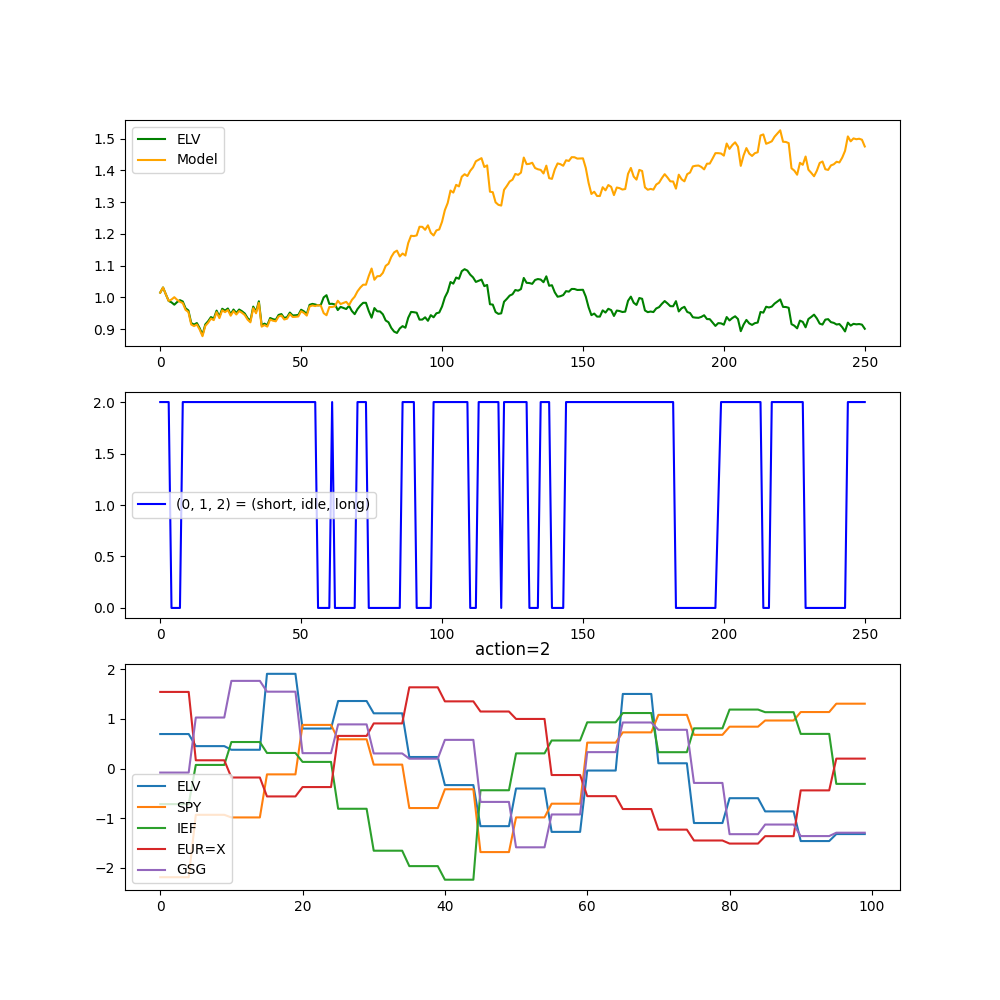 ELV
Model
1.5
1.4
1.3
1.2
1.1
1.0
0.9
0 50 100 150 200 250
2.0
1.5
1.0
0.5
0.0
(0, 1, 2) = (short, idle, long)
0 50 100 150 200 250
action=2
2
1
0
−1
−2
ELV
SPY
IEF
EUR=X
GSG
0 20 40 60 80 100